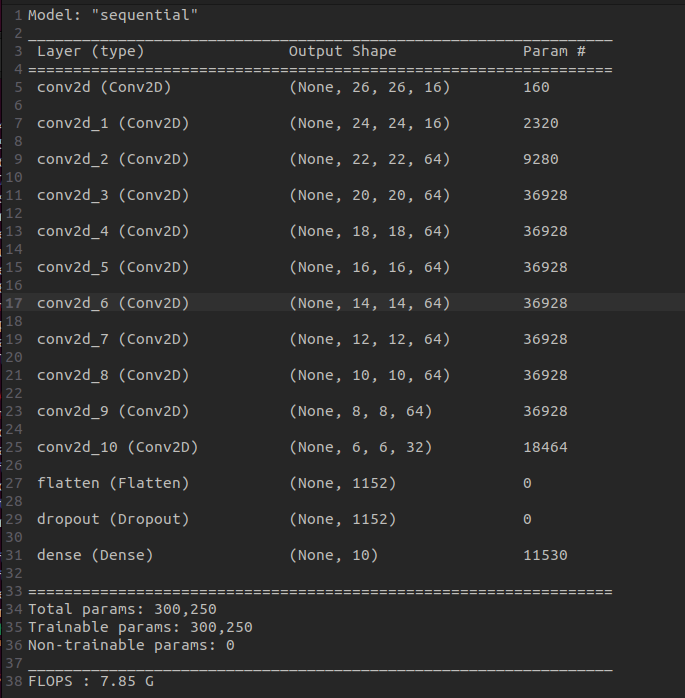 1 Model: "sequential"
2 _________________________________________________________________
3 Layer (type) Output Shape Param #
4 =================================================================
5 conv2d (Conv2D) (None, 26, 26, 16) 160
6
7 conv2d_1 (Conv2D) (None, 24, 24, 16) 2320
8
9 conv2d_2 (Conv2D) (None, 22, 22, 64) 9280
10
11 conv2d_3 (Conv2D) (None, 20, 20, 64) 36928
12
13 conv2d_4 (Conv2D) (None, 18, 18, 64) 36928
14
15 conv2d_5 (Conv2D) (None, 16, 16, 64) 36928
16
17 conv2d_6 (Conv2D) (None, 14, 14, 64) 36928
18
19 conv2d_7 (Conv2D) (None, 12, 12, 64) 36928
20
21 conv2d_8 (Conv2D) (None, 10, 10, 64) 36928
22
23 conv2d_9 (Conv2D) (None, 8, 8, 64) 36928
24
25 conv2d_10 (Conv2D) (None, 6, 6, 32) 18464
26
27 flatten (Flatten) (None, 1152) 0
28
29 dropout (Dropout) (None, 1152) 0
30
31 dense (Dense) (None, 10) 11530
32
33 =================================================================
34 Total params: 300,250
35 Trainable params: 300,250
36 Non-trainable params: 0
37 _________________________________________________________________
38 FLOPS : 7.85 G